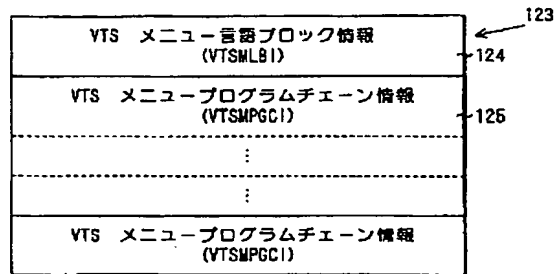 123
VTS メニュー言語ブロック情報
(VTSMLBI)
124
VTS メニュープログラムチェーン情報
(VTSMPGCI)
125
⋮
⋮
VTS メニュープログラムチェーン情報
(VTSMPGCI)